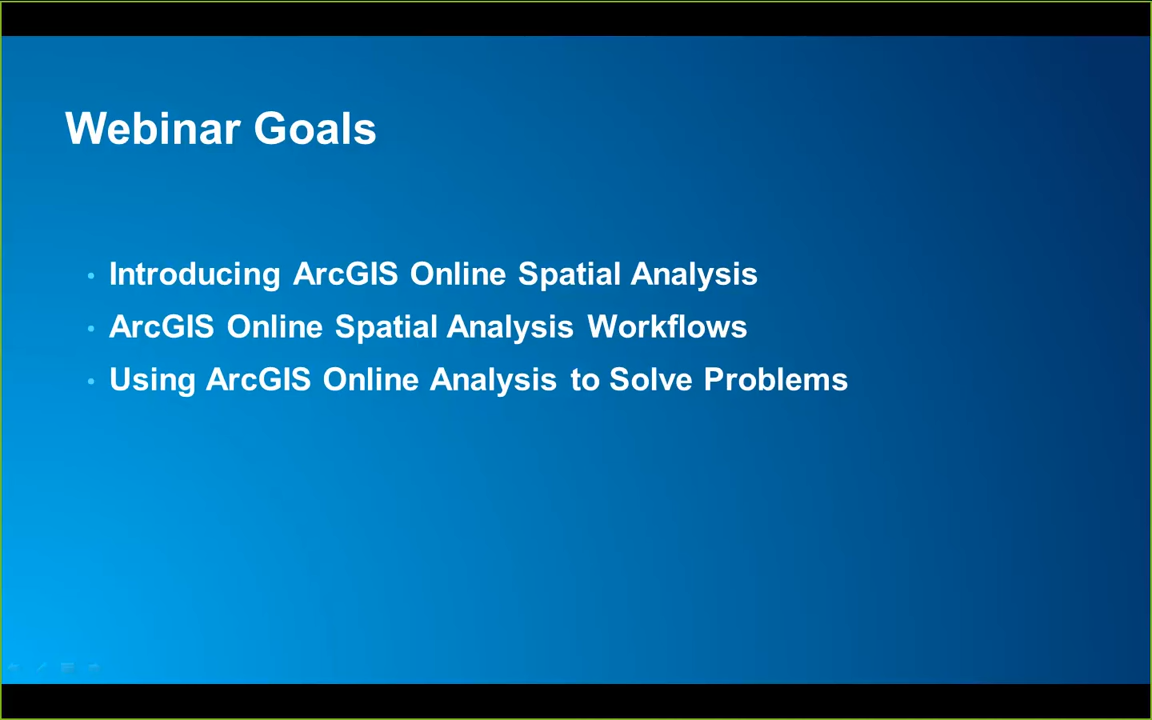 Webinar Goals
• Introducing ArcGIS Online Spatial Analysis
• ArcGIS Online Spatial Analysis Workflows
• Using ArcGIS Online Analysis to Solve Problems